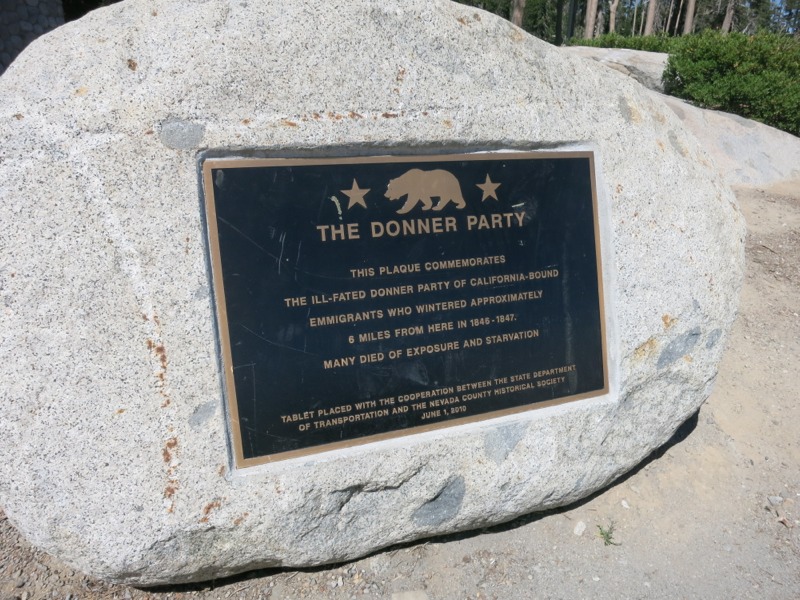 THE DONNER PARTY
THIS PLAQUE COMMEMORATES
THE ILL-FATED DONNER PARTY OF CALIFORNIA-BOUND
EMMIGRANTS WHO WINTERED APPROXIMATELY
6 MILES FROM HERE IN 1846-1847.
MANY DIED OF EXPOSURE AND STARVATION
TABLET PLACED WITH THE COOPERATION BETWEEN THE STATE DEPARTMENT
OF TRANSPORTATION AND THE NEVADA COUNTY HISTORICAL SOCIETY
JUNE 1, 2010